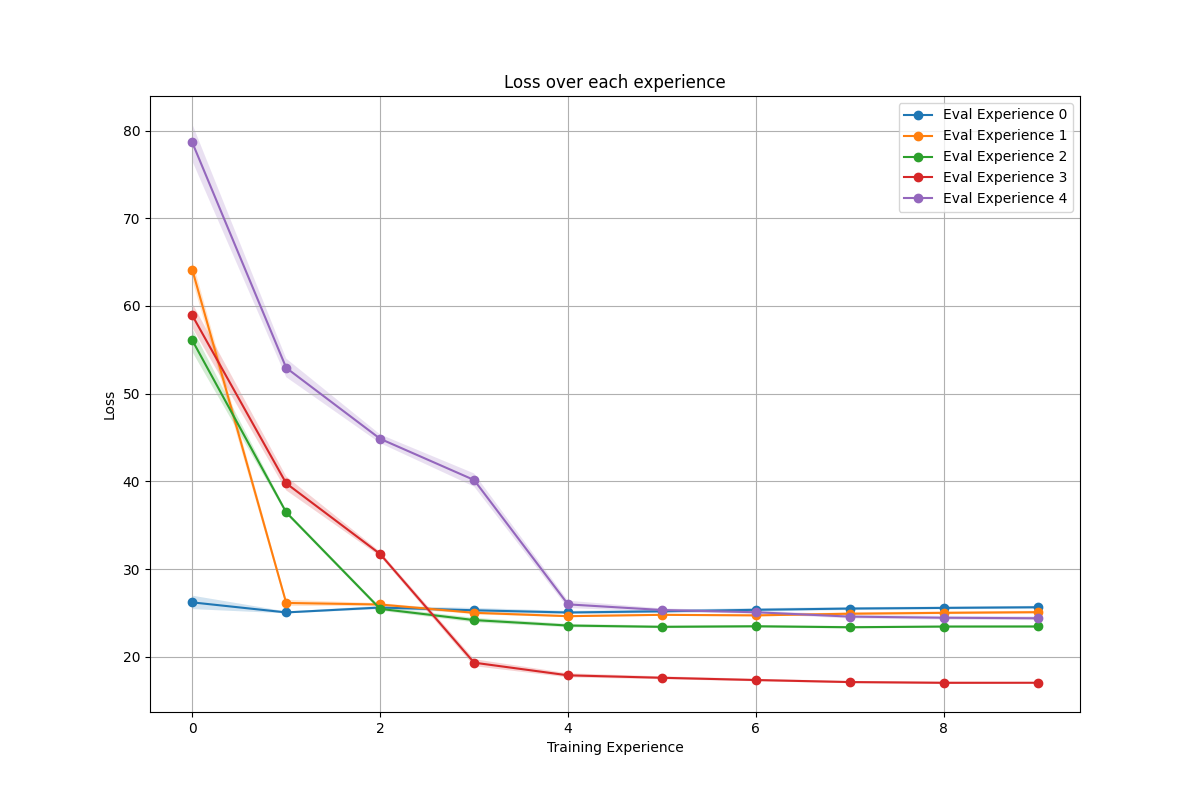 Loss over each experience
Eval Experience 0
Eval Experience 1
Eval Experience 2
Eval Experience 3
Eval Experience 4
80
70
60
50
40
30
20
Loss
0 2 4 6 8
Training Experience